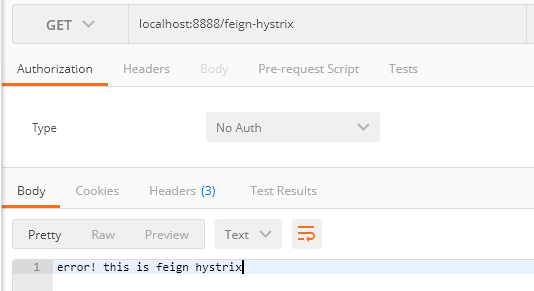 GET localhost:8888/feign-hystrix
Authorization Headers Body Pre-request Script Tests
Type No Auth
Body Cookies Headers (3) Test Results
Pretty Raw Preview Text
1 error! this is feign hystrix